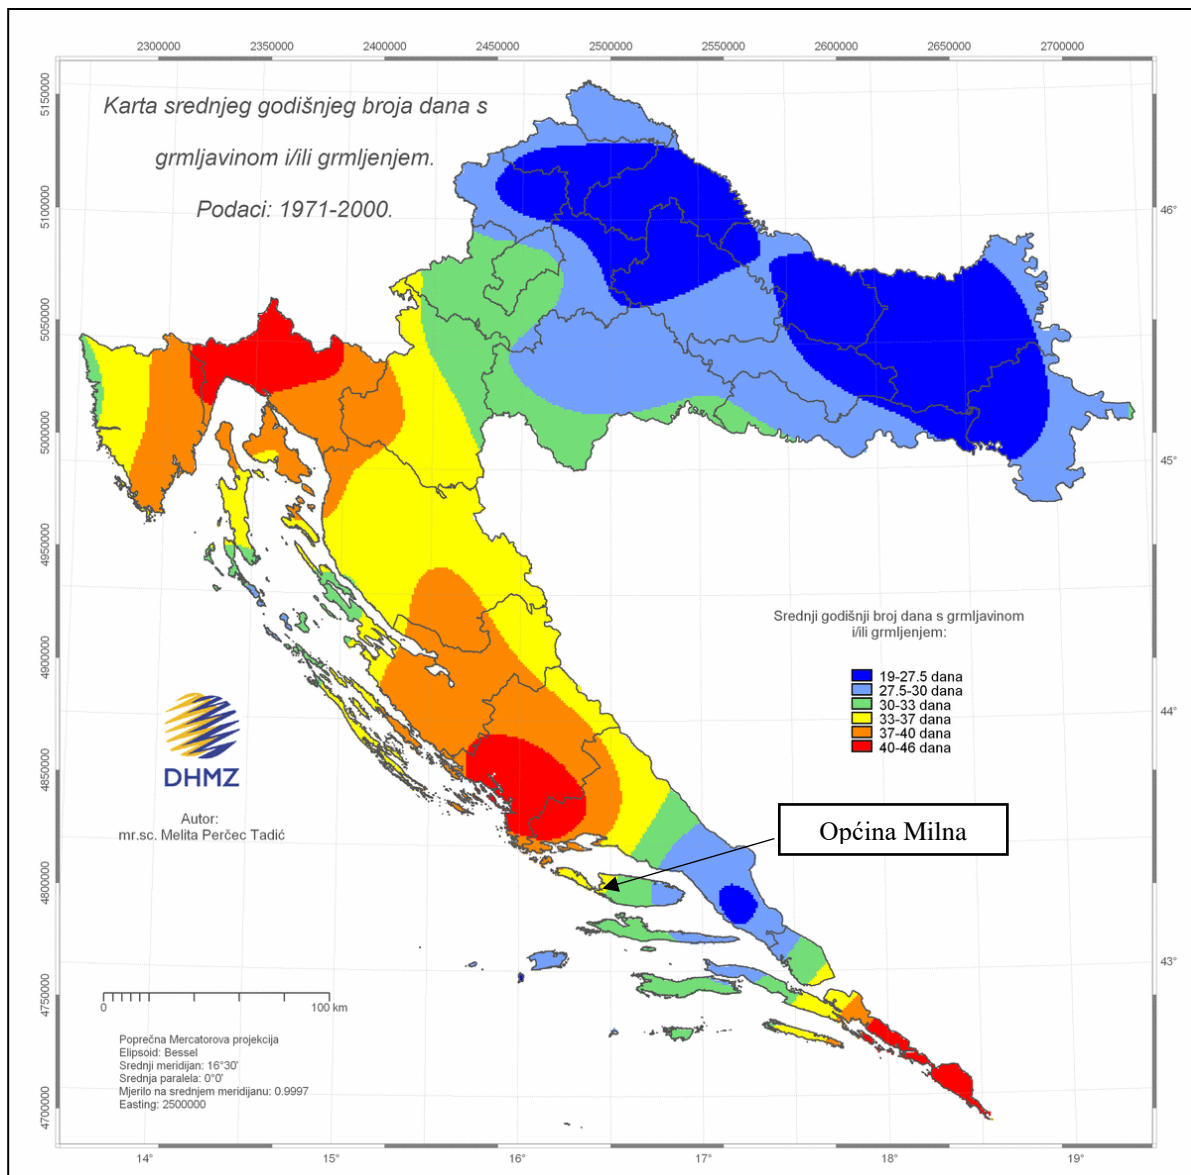 2300000 2350000 2400000 2450000 2500000 2550000 2600000 2650000 2700000
5150000
5100000
5050000
5000000
4950000
4900000
4850000
4800000
4750000
4700000
Karta srednjeg godišnjeg broja dana s
grmljavinom i/ili grmljenjem.
Podaci: 1971-2000.
46°
45°
44°
43°
Srednji godišnji broj dana s grmljavinom
i/ili grmljenjem:
19-27.5 dana
27.5-30 dana
30-33 dana
33-37 dana
37-40 dana
40-46 dana
DHMZ
Autor:
mr.sc. Melita Perčec Tadić
Općina Milna
0 100 km
Poprečna Mercatorova projekcija
Elipsoid: Bessel
Srednji meridijan: 16°30'
Srednja paralela: 0°0'
Mjerilo na srednjem meridijanu: 0.9997
Easting: 2500000
14° 15° 16° 17° 18° 19°